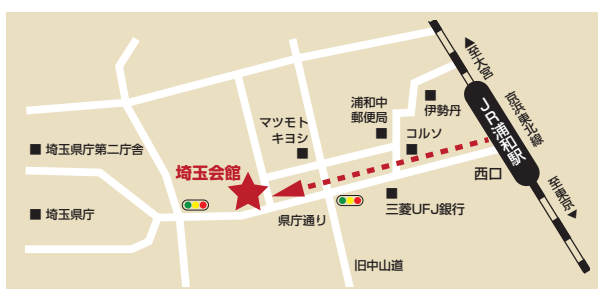 至大宮
京浜東北線
JR浦和駅
伊勢丹
浦和中
郵便局
マツモト
キヨシ
コルソ
埼玉県庁第二庁舎
埼玉会館
西口
至東京
埼玉県庁
三菱UFJ銀行
県庁通り
旧中山道